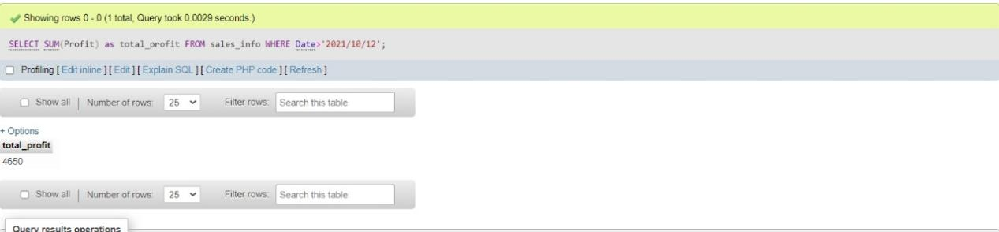 Showing rows 0 - 0 (1 total, Query took 0.0029 seconds.)
SELECT SUM(Profit) as total_profit FROM sales_info WHERE Date>'2021/10/12';
Profiling [ Edit inline ] [ Edit ] [ Explain SQL ] [ Create PHP code ] [ Refresh ]
Show all | Number of rows: 25 Filter rows: Search this table
+ Options
total_profit
4650
Show all | Number of rows: 25 Filter rows: Search this table
Query results operations